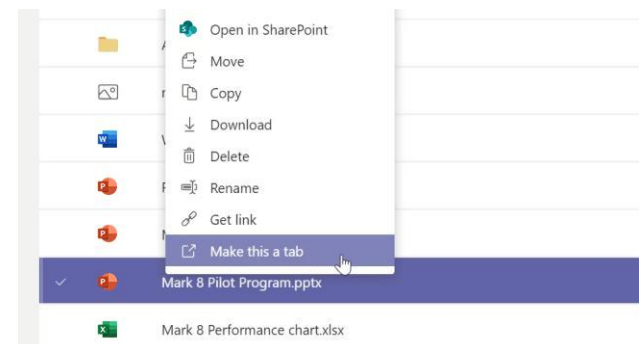 Open in SharePoint
Move
Copy
Download
Delete
Rename
Get link
Make this a tab
Mark 8 Pilot Program.pptx
Mark 8 Performance chart.xlsx